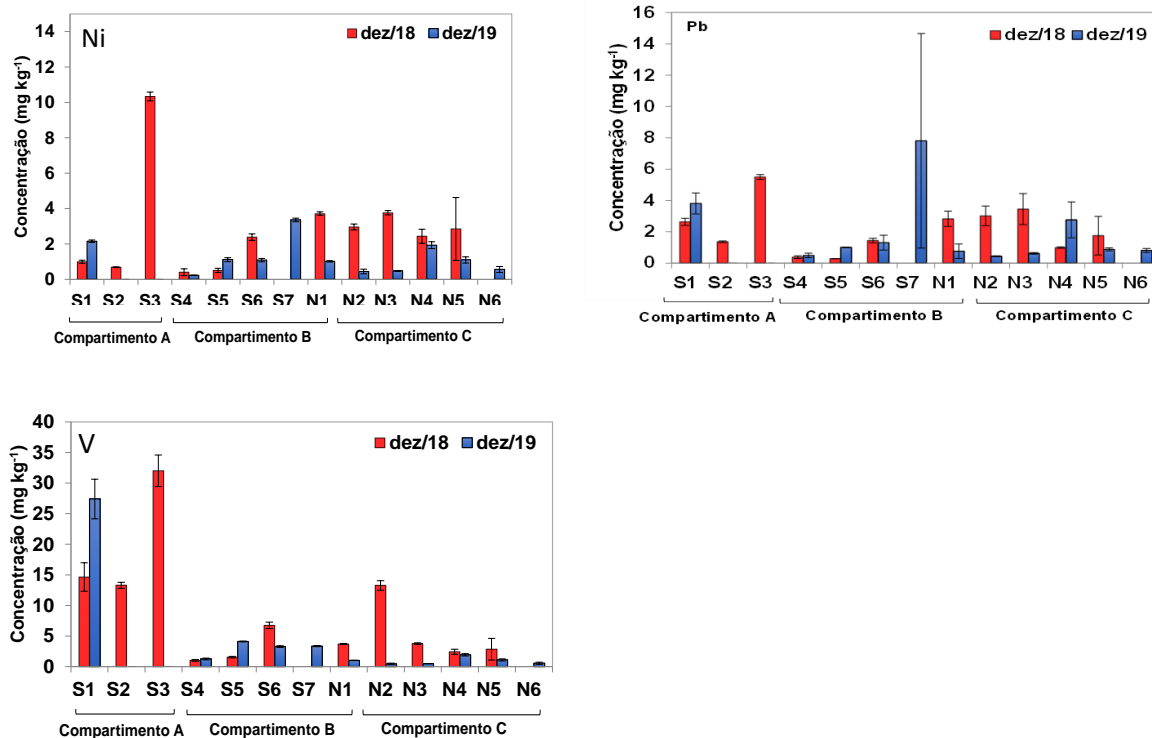 Ni
dez/18 dez/19
Concentração (mg kg-1)
14
12
10
8
6
4
2
0
S1 S2 S3 S4 S5 S6 S7 N1 N2 N3 N4 N5 N6
Compartimento A Compartimento B Compartimento C
Pb
dez/18 dez/19
Concentração (mg kg-1)
16
14
12
10
8
6
4
2
0
S1 S2 S3 S4 S5 S6 S7 N1 N2 N3 N4 N5 N6
Compartimento A Compartimento B Compartimento C
V
dez/18 dez/19
Concentração (mg kg-1)
40
35
30
25
20
15
10
5
0
S1 S2 S3 S4 S5 S6 S7 N1 N2 N3 N4 N5 N6
Compartimento A Compartimento B Compartimento C